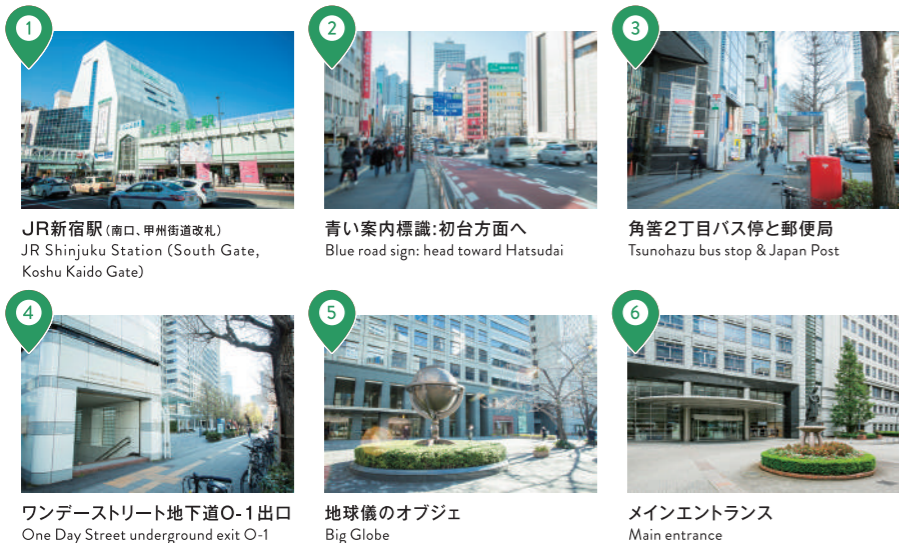 1
2
3
JR新宿駅(南口、甲州街道改札)
JR Shinjuku Station (South Gate,
Koshu Kaido Gate)
青い案内標識:初台方面へ
Blue road sign: head toward Hatsudai
角筈2丁目バス停と郵便局
Tsunohazu bus stop & Japan Post
4
5
6
ワンデーストリート地下道O-1出口
One Day Street underground exit O-1
地球儀のオブジェ
Big Globe
メインエントランス
Main entrance